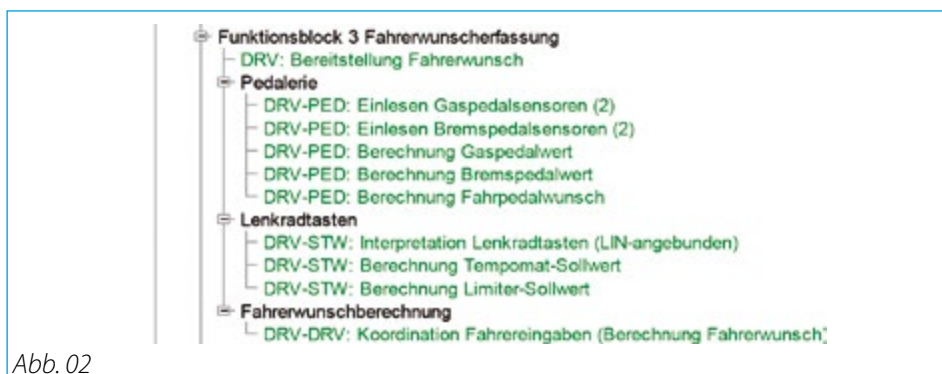 Funktionsblock 3 Fahrerwunscherfassung
DRV: Bereitstellung Fahrerwunsch
Pedalerie
DRV-PED: Einlesen Gaspedalsensoren (2)
DRV-PED: Einlesen Bremspedalsensoren (2)
DRV-PED: Berechnung Gaspedalwert
DRV-PED: Berechnung Bremspedalwert
DRV-PED: Berechnung Fahrpedalwunsch
Lenkradtasten
DRV-STW: Interpretation Lenkradtasten (LIN-angebunden)
DRV-STW: Berechnung Tempomat-Sollwert
DRV-STW: Berechnung Limiter-Sollwert
Fahrerwunschberechnung
DRV-DRV: Koordination Fahrereingaben (Berechnung Fahrerwunsch)
Abb. 02